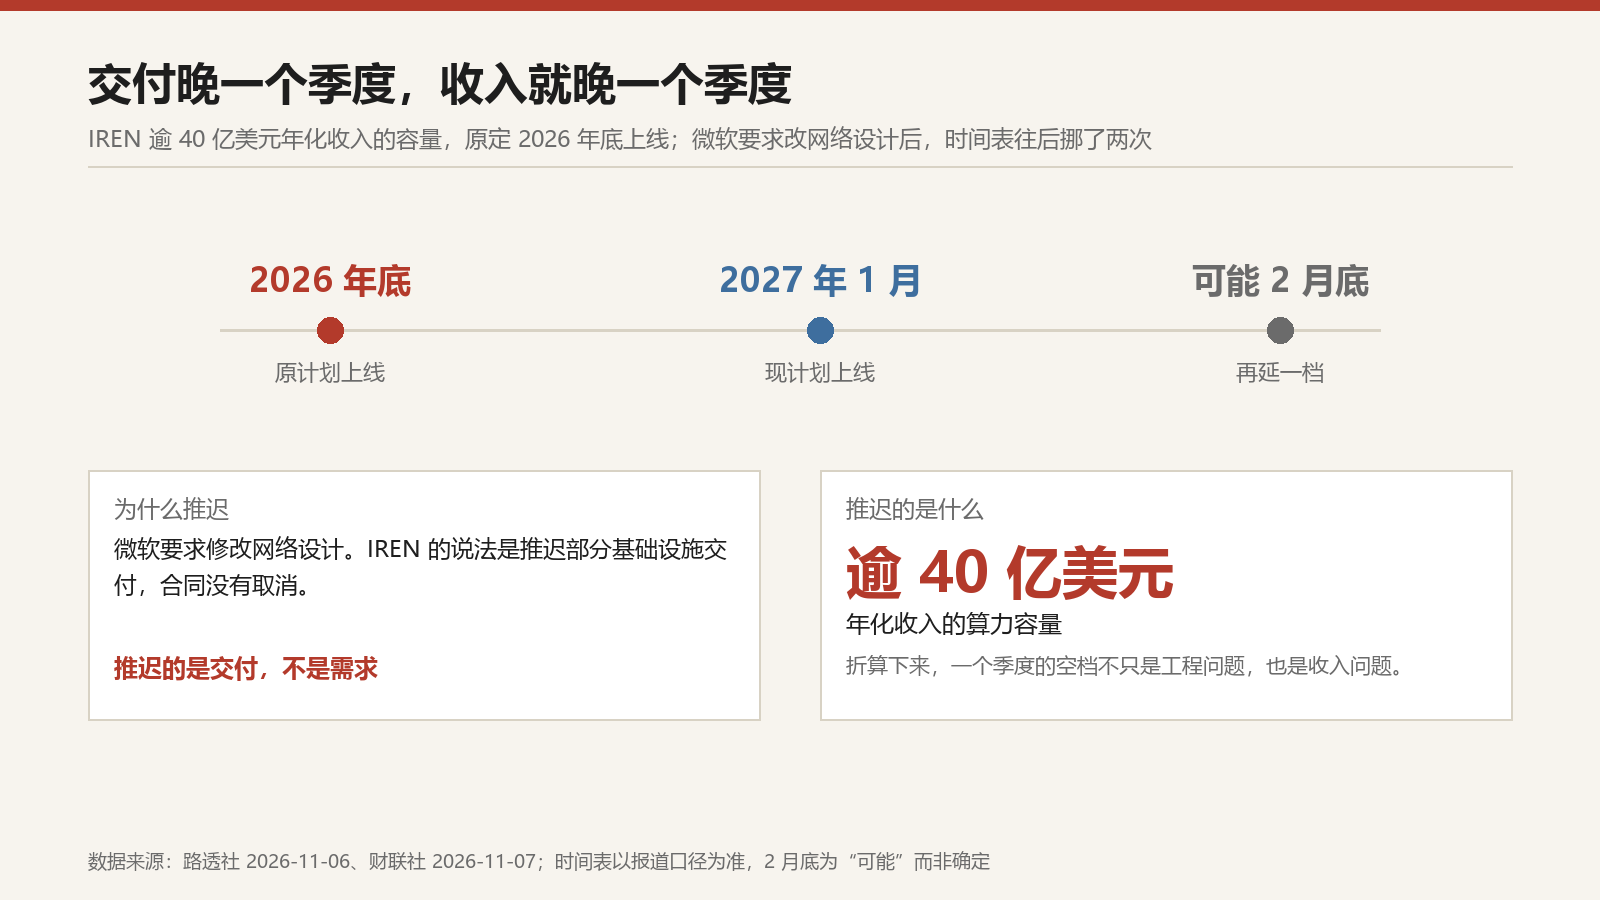 交付晚一个季度，收入就晚一个季度
IREN 逾 40 亿美元年化收入的容量，原定 2026 年底上线；微软要求改网络设计后，时间表往后挪了两次
2026 年底
2027 年 1 月
可能 2 月底
原计划上线
现计划上线
再延一档
为什么推迟
微软要求修改网络设计。IREN 的说法是推迟部分基础设施交
付，合同没有取消。
推迟的是交付，不是需求
推迟的是什么
逾 40 亿美元
年化收入的算力容量
折算下来，一个季度的空档不只是工程问题，也是收入问题。
数据来源：路透社 2026-11-06、财联社 2026-11-07；时间表以报道口径为准，2 月底为“可能”而非确定